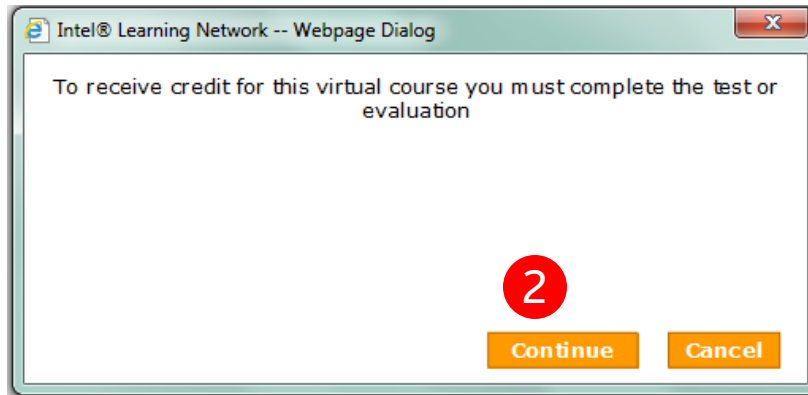 Intel® Learning Network -- Webpage Dialog
X
To receive credit for this virtual course you must complete the test or
evaluation
2
Continue Cancel